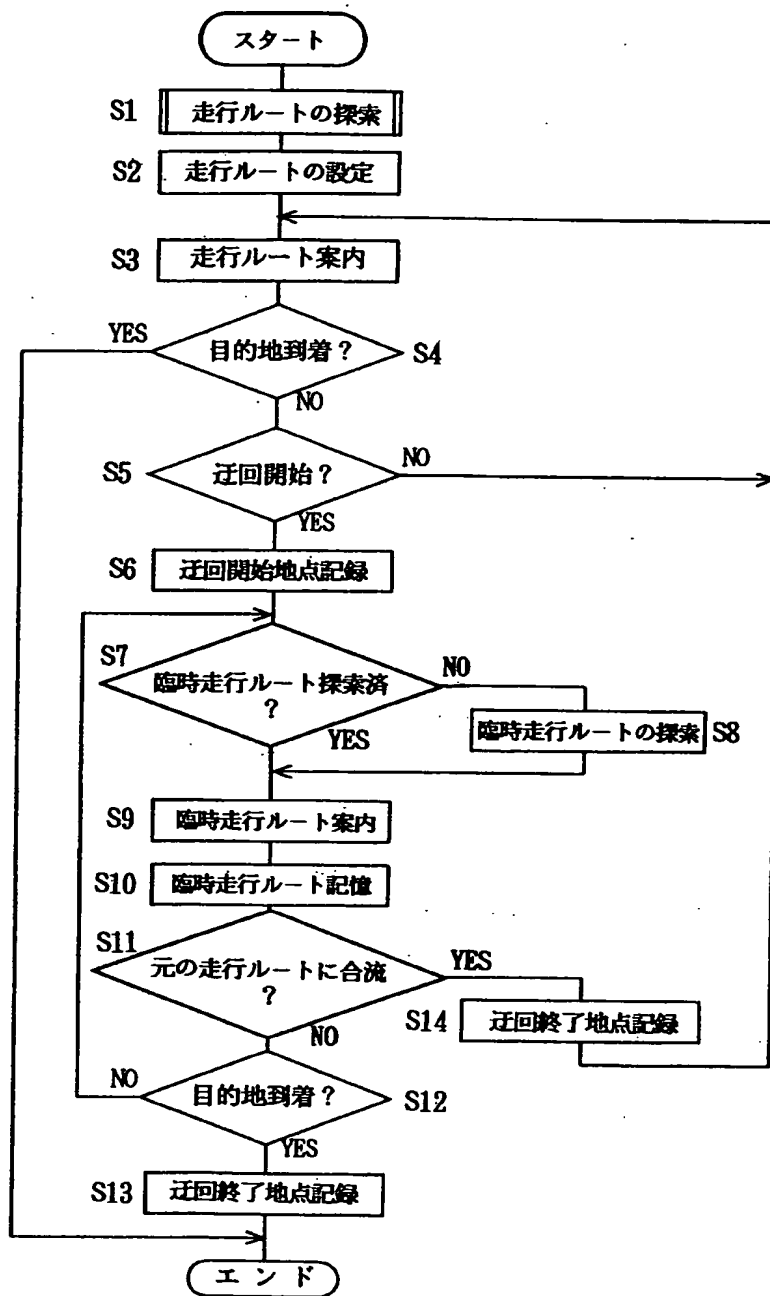 スタート
S1 走行ルートの探索
S2 走行ルートの設定
S3 走行ルート案内
YES 目的地到着? S4
NO
S5 迂回開始? NO
YES
S6 迂回開始地点記録
S7 臨時走行ルート探索済 NO
?
YES
臨時走行ルートの探索 S8
S9 臨時走行ルート案内
S10 臨時走行ルート記憶
S11 元の走行ルートに合流 YES
?
NO
S14 迂回終了地点記録
NO 目的地到着? S12
YES
S13 迂回終了地点記録
エンド